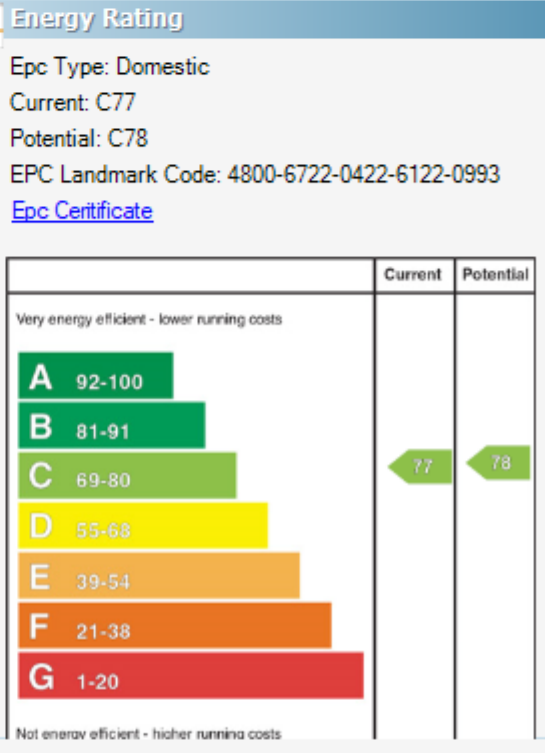 Energy Rating
Epc Type: Domestic
Current: C77
Potential: C78
EPC Landmark Code: 4800-6722-0422-6122-0993
Epc Ceritificate
Current Potential
Very energy efficient - lower running costs
A 92-100
B 81-91
C 69-80 77 78
D 55-68
E 39-54
F 21-38
G 1-20
Not energy efficient - higher running costs